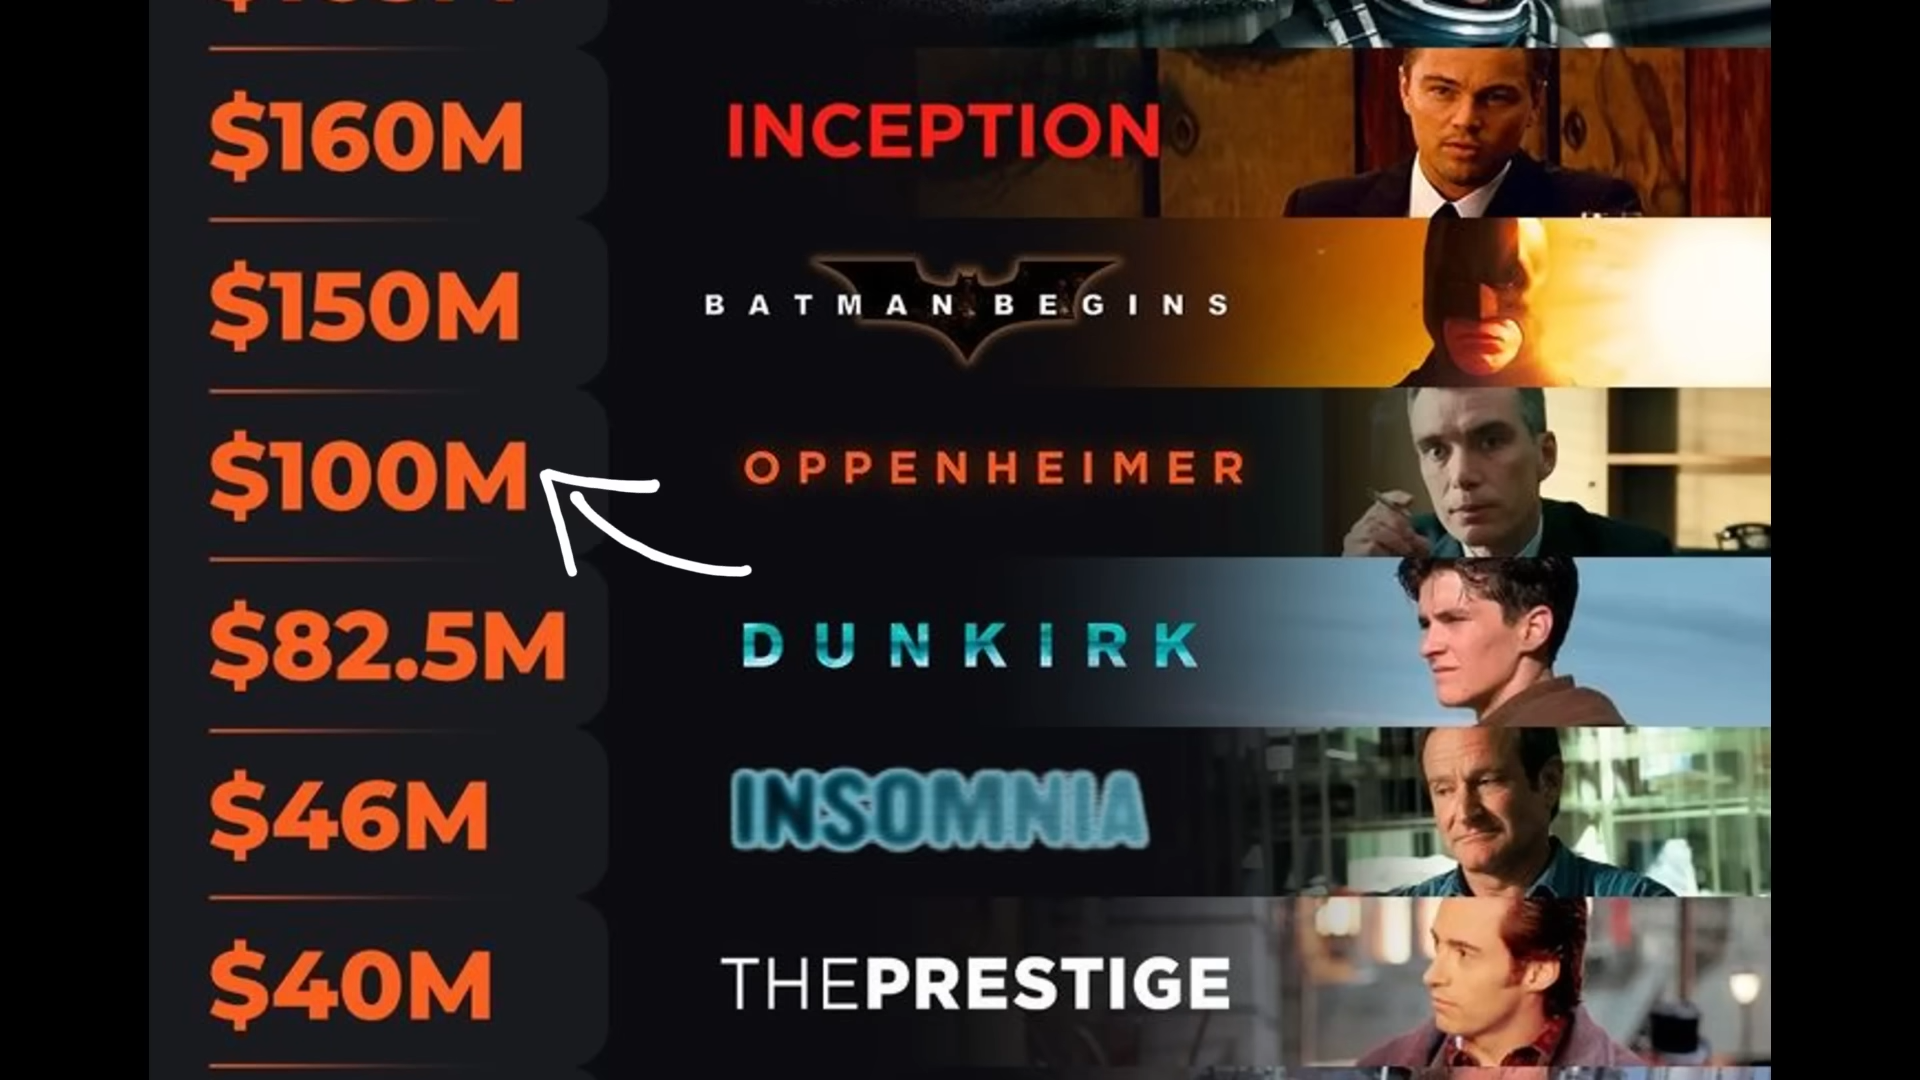 $160M INCEPTION
$150M BATMAN BEGINS
$100M OPPENHEIMER
$82.5M DUNKIRK
$46M INSOMNIA
$40M THEPRESTIGE